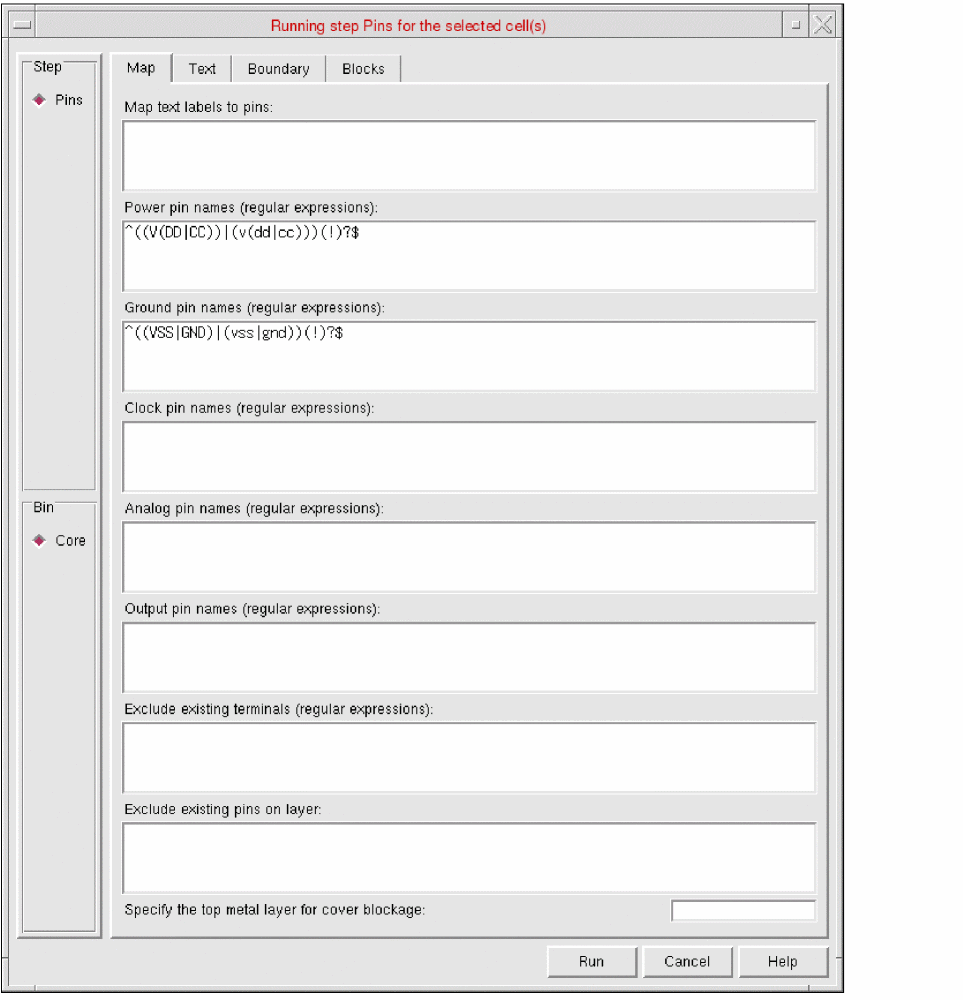 Running step Pins for the selected cell(s)
Step
Pins
Map Text Boundary Blocks
Map text labels to pins:
Power pin names (regular expressions):
^((V(DD|CC))|(v(dd|cc)))(!)?$
Ground pin names (regular expressions):
^((VSS|GND)|(vss|gnd))(!)?$
Clock pin names (regular expressions):
Bin
Core
Analog pin names (regular expressions):
Output pin names (regular expressions):
Exclude existing terminals (regular expressions):
Exclude existing pins on layer:
Specify the top metal layer for cover blockage:
Run Cancel Help